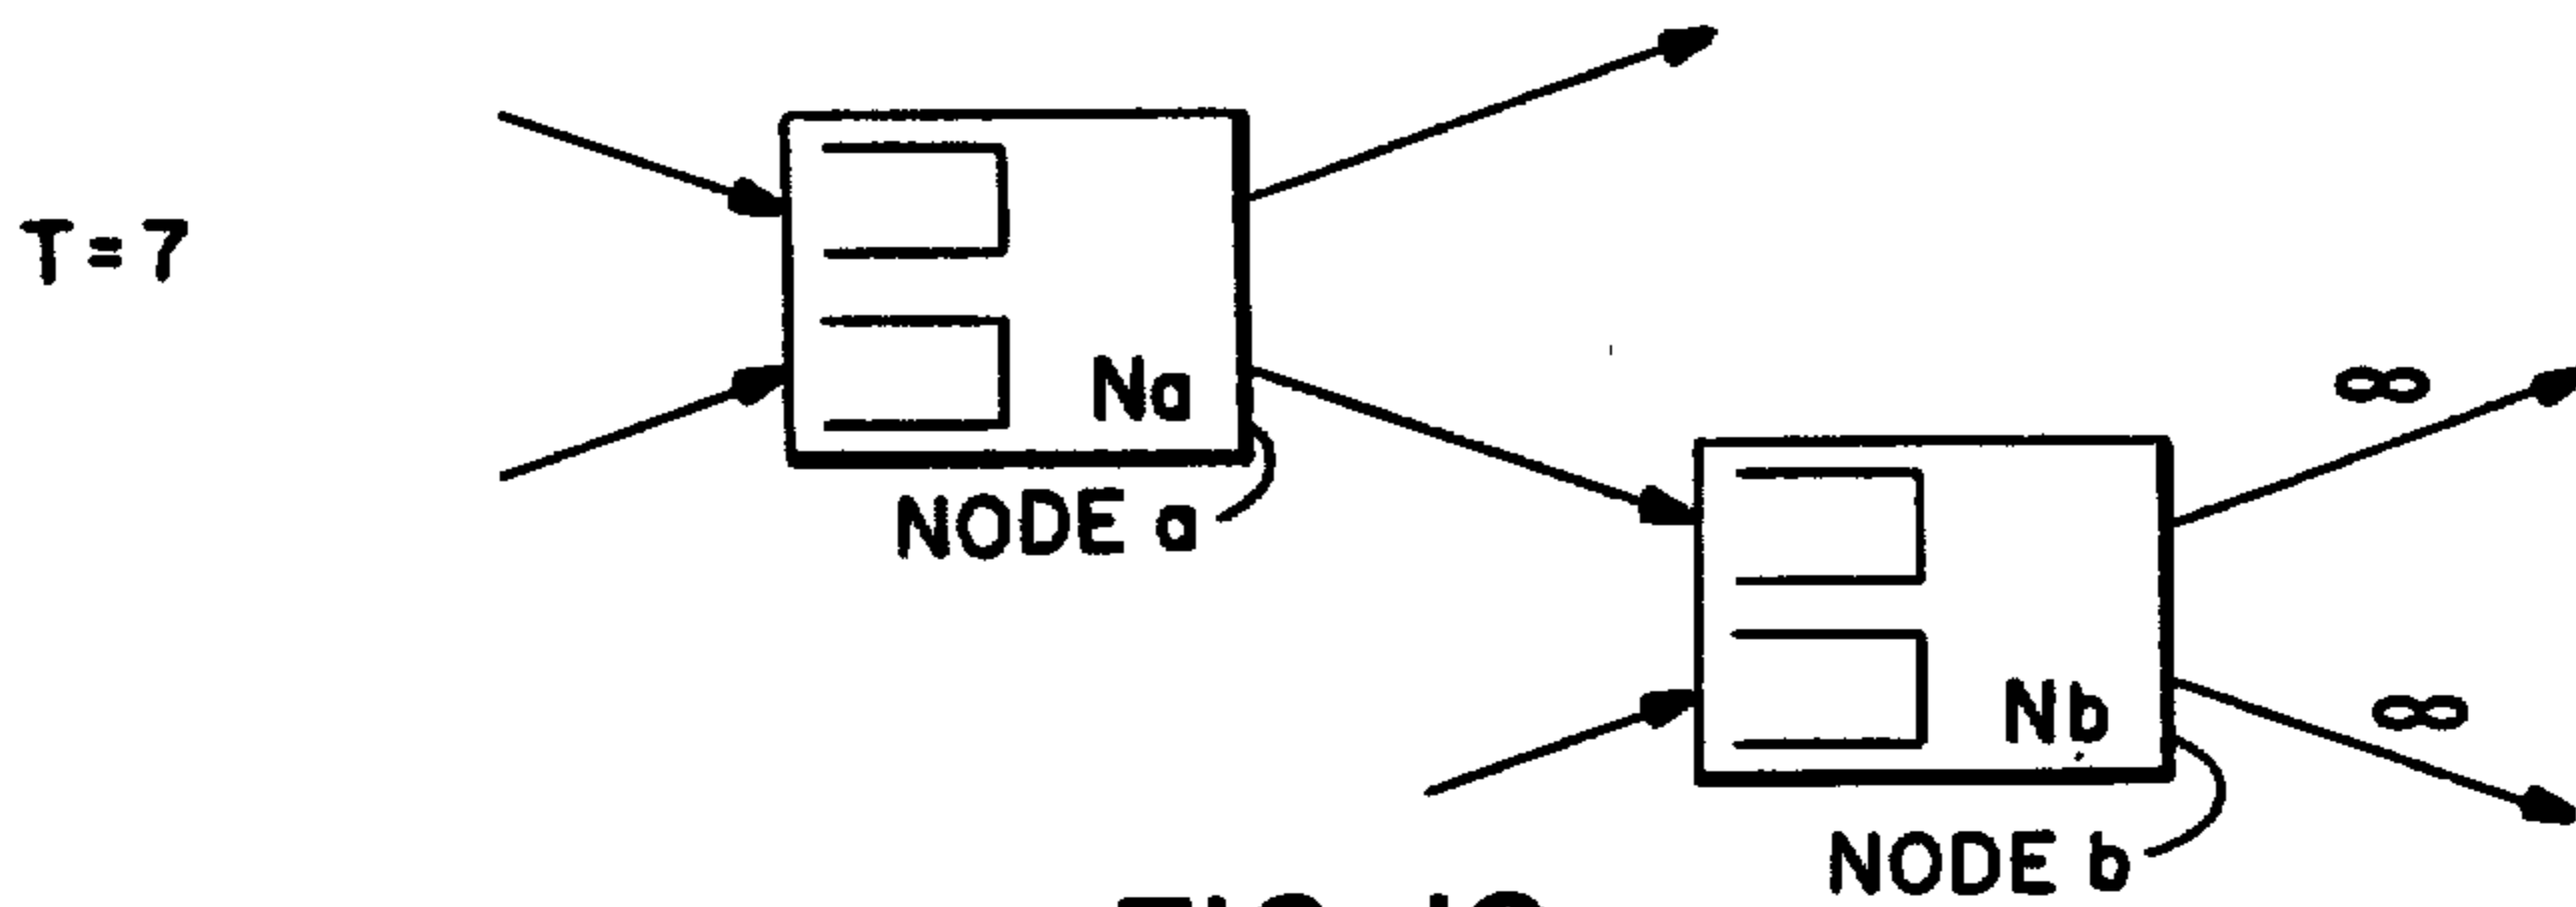 T=7
Na
NODE a
∞
∞
Nb
NODE b